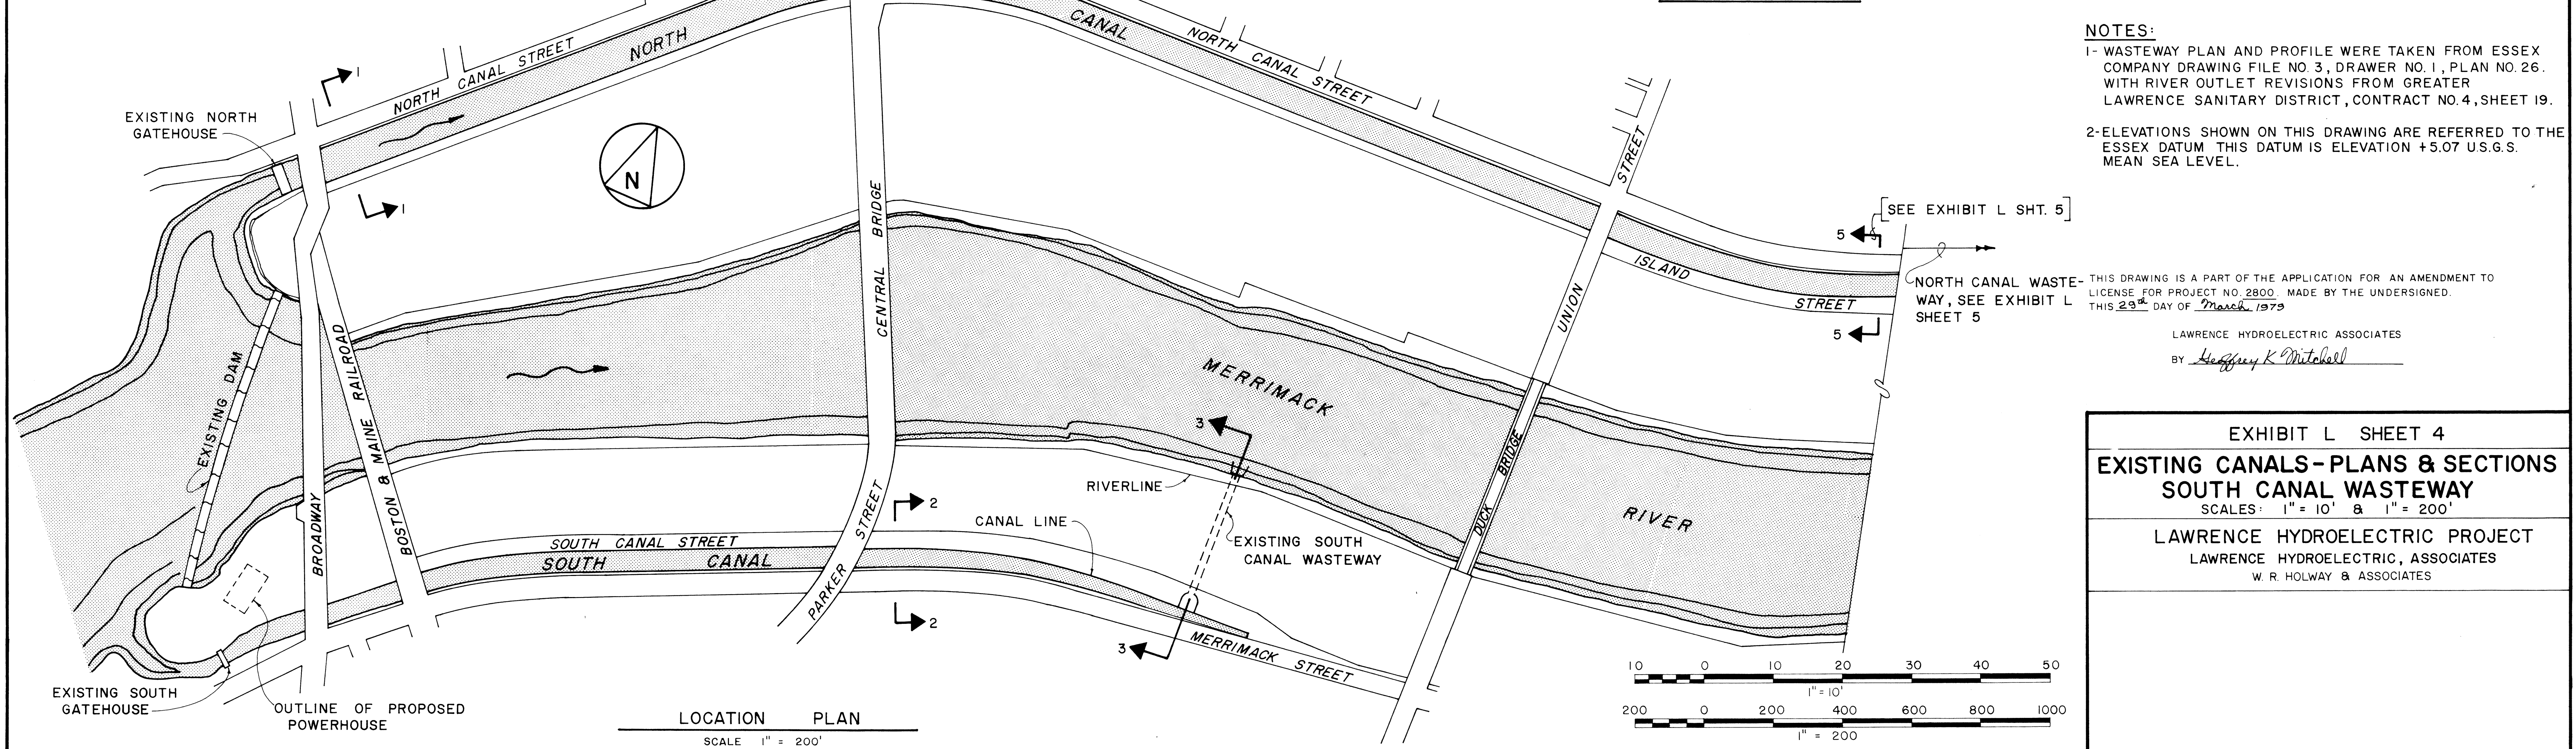 NOTES:
1- WASTEWAY PLAN AND PROFILE WERE TAKEN FROM ESSEX
COMPANY DRAWING FILE NO. 3, DRAWER NO. 1, PLAN NO. 26.
WITH RIVER OUTLET REVISIONS FROM GREATER
LAWRENCE SANITARY DISTRICT, CONTRACT NO. 4, SHEET 19.
2- ELEVATIONS SHOWN ON THIS DRAWING ARE REFERRED TO THE
ESSEX DATUM THIS DATUM IS ELEVATION +5.07 U.S.G.S.
MEAN SEA LEVEL.
NORTH CANAL STREET
NORTH
CANAL
NORTH CANAL STREET
1
1
EXISTING NORTH
GATEHOUSE
N
STREET
UNION
CENTRAL BRIDGE
[SEE EXHIBIT L SHT. 5]
5
5
ISLAND
STREET
NORTH CANAL WASTE-
WAY, SEE EXHIBIT L
SHEET 5
THIS DRAWING IS A PART OF THE APPLICATION FOR AN AMENDMENT TO
LICENSE FOR PROJECT NO. 2800. MADE BY THE UNDERSIGNED.
THIS 29th DAY OF March 1979
LAWRENCE HYDROELECTRIC ASSOCIATES
BY Geoffrey K Mitchell
EXISTING DAM
BOSTON & MAINE RAILROAD
BROADWAY
MERRIMACK
RIVER
3
3
RIVERLINE
DUCK BRIDGE
PARKER STREET
2
2
CANAL LINE
SOUTH CANAL STREET
SOUTH CANAL
EXISTING SOUTH
CANAL WASTEWAY
MERRIMACK STREET
EXISTING SOUTH
GATEHOUSE
OUTLINE OF PROPOSED
POWERHOUSE
LOCATION PLAN
SCALE 1" = 200'
10 0 10 20 30 40 50
1" = 10'
200 0 200 400 600 800 1000
1" = 200
EXHIBIT L SHEET 4
EXISTING CANALS-PLANS & SECTIONS
SOUTH CANAL WASTEWAY
SCALES: 1" = 10' & 1" = 200'
LAWRENCE HYDROELECTRIC PROJECT
LAWRENCE HYDROELECTRIC, ASSOCIATES
W. R. HOLWAY & ASSOCIATES